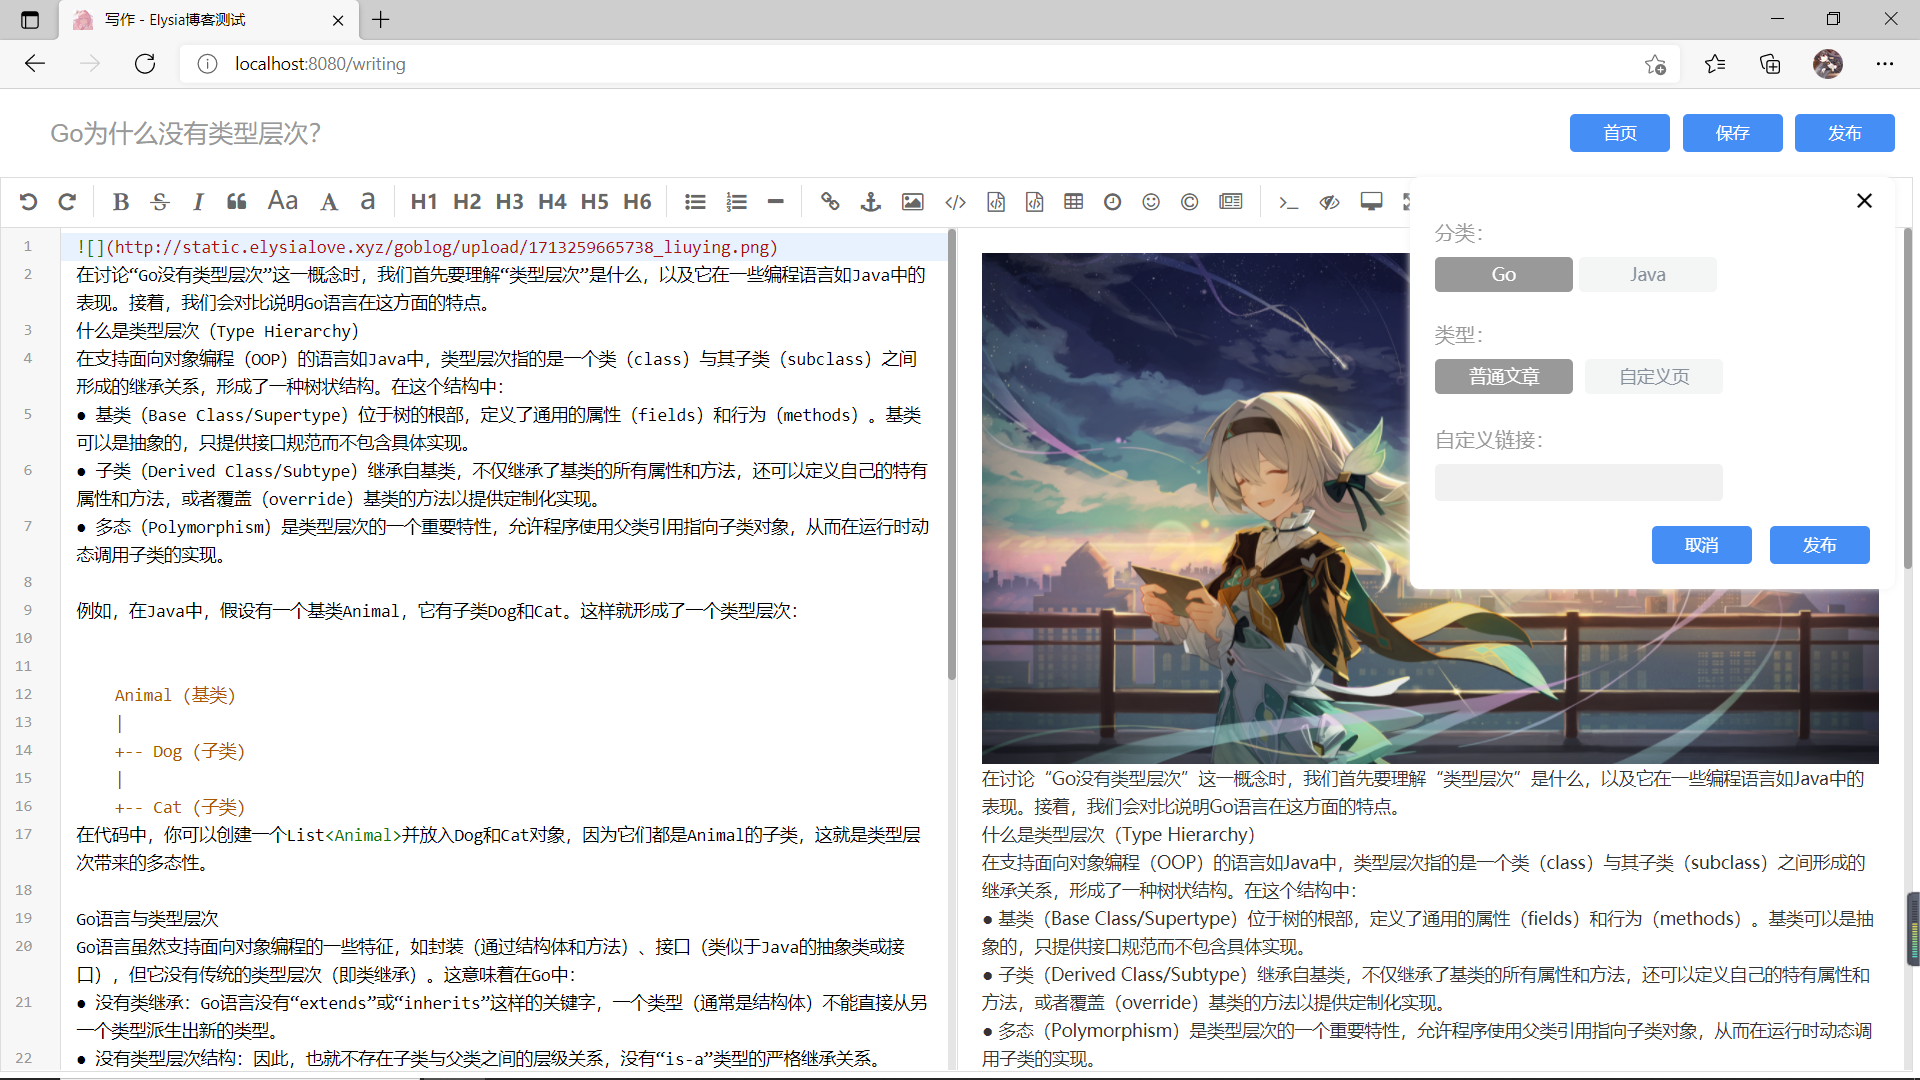 写作 - Elysia博客测试
localhost:8080/writing
Go为什么没有类型层次?
首页 保存 发布
B S I Aa A a H1 H2 H3 H4 H5 H6
1 ![](http://static.elysialove.xyz/goblog/upload/1713259665738_liuying.png)
2 在讨论“Go没有类型层次”这一概念时，我们首先要理解“类型层次”是什么，以及它在一些编程语言如Java中的
表现。接着，我们会对比说明Go语言在这方面的特点。
3 什么是类型层次（Type Hierarchy）
4 在支持面向对象编程（OOP）的语言如Java中，类型层次指的是一个类（class）与其子类（subclass）之间
形成的继承关系，形成了一种树状结构。在这个结构中：
5 ● 基类（Base Class/Supertype）位于树的根部，定义了通用的属性（fields）和行为（methods）。基类
可以是抽象的，只提供接口规范而不包含具体实现。
6 ● 子类（Derived Class/Subtype）继承自基类，不仅继承了基类的所有属性和方法，还可以定义自己的特有
属性和方法，或者覆盖（override）基类的方法以提供定制化实现。
7 ● 多态（Polymorphism）是类型层次的一个重要特性，允许程序使用父类引用指向子类对象，从而在运行时动
态调用子类的实现。
8
9 例如，在Java中，假设有一个基类Animal，它有子类Dog和Cat。这样就形成了一个类型层次：
10
11
12 Animal (基类)
13 |
14 +-- Dog (子类)
15 |
16 +-- Cat (子类)
17 在代码中，你可以创建一个List<Animal>并放入Dog和Cat对象，因为它们都是Animal的子类，这就是类型层
次带来的多态性。
18
19 Go语言与类型层次
20 Go语言虽然支持面向对象编程的一些特征，如封装（通过结构体和方法）、接口（类似于Java的抽象类或接
口），但它没有传统的类型层次（即类继承）。这意味着在Go中：
21 ● 没有类继承：Go语言没有“extends”或“inherits”这样的关键字，一个类型（通常是结构体）不能直接从另
一个类型派生出新的类型。
22 ● 没有类型层次结构：因此，也就不存在子类与父类之间的层级关系，没有“is-a”类型的严格继承关系。
分类：
Go Java
类型：
普通文章 自定义页
自定义链接：
取消 发布
在讨论“Go没有类型层次”这一概念时，我们首先要理解“类型层次”是什么，以及它在一些编程语言如Java中的
表现。接着，我们会对比说明Go语言在这方面的特点。
什么是类型层次（Type Hierarchy）
在支持面向对象编程（OOP）的语言如Java中，类型层次指的是一个类（class）与其子类（subclass）之间形成的
继承关系，形成了一种树状结构。在这个结构中：
● 基类（Base Class/Supertype）位于树的根部，定义了通用的属性（fields）和行为（methods）。基类可以是抽
象的，只提供接口规范而不包含具体实现。
● 子类（Derived Class/Subtype）继承自基类，不仅继承了基类的所有属性和方法，还可以定义自己的特有属性和
方法，或者覆盖（override）基类的方法以提供定制化实现。
● 多态（Polymorphism）是类型层次的一个重要特性，允许程序使用父类引用指向子类对象，从而在运行时动态调
用子类的实现。